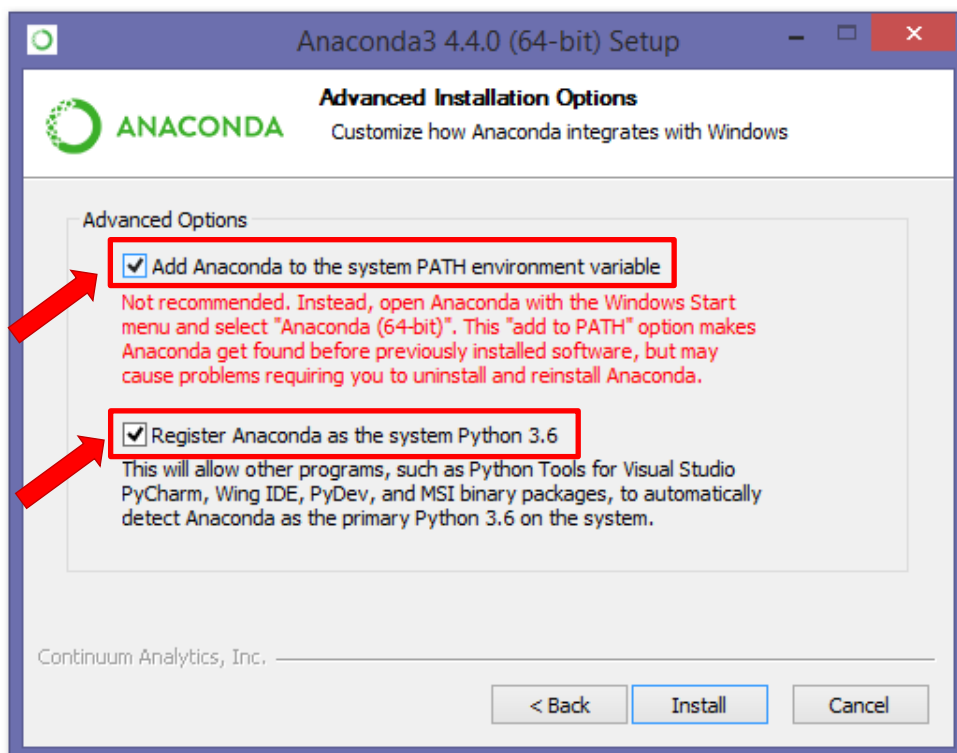 Anaconda3 4.4.0 (64-bit) Setup
ANACONDA
Advanced Installation Options
Customize how Anaconda integrates with Windows
Advanced Options
Add Anaconda to the system PATH environment variable
Not recommended. Instead, open Anaconda with the Windows Start
menu and select "Anaconda (64-bit)". This "add to PATH" option makes
Anaconda get found before previously installed software, but may
cause problems requiring you to uninstall and reinstall Anaconda.
Register Anaconda as the system Python 3.6
This will allow other programs, such as Python Tools for Visual Studio
PyCharm, Wing IDE, PyDev, and MSI binary packages, to automatically
detect Anaconda as the primary Python 3.6 on the system.
Continuum Analytics, Inc.
< Back Install Cancel